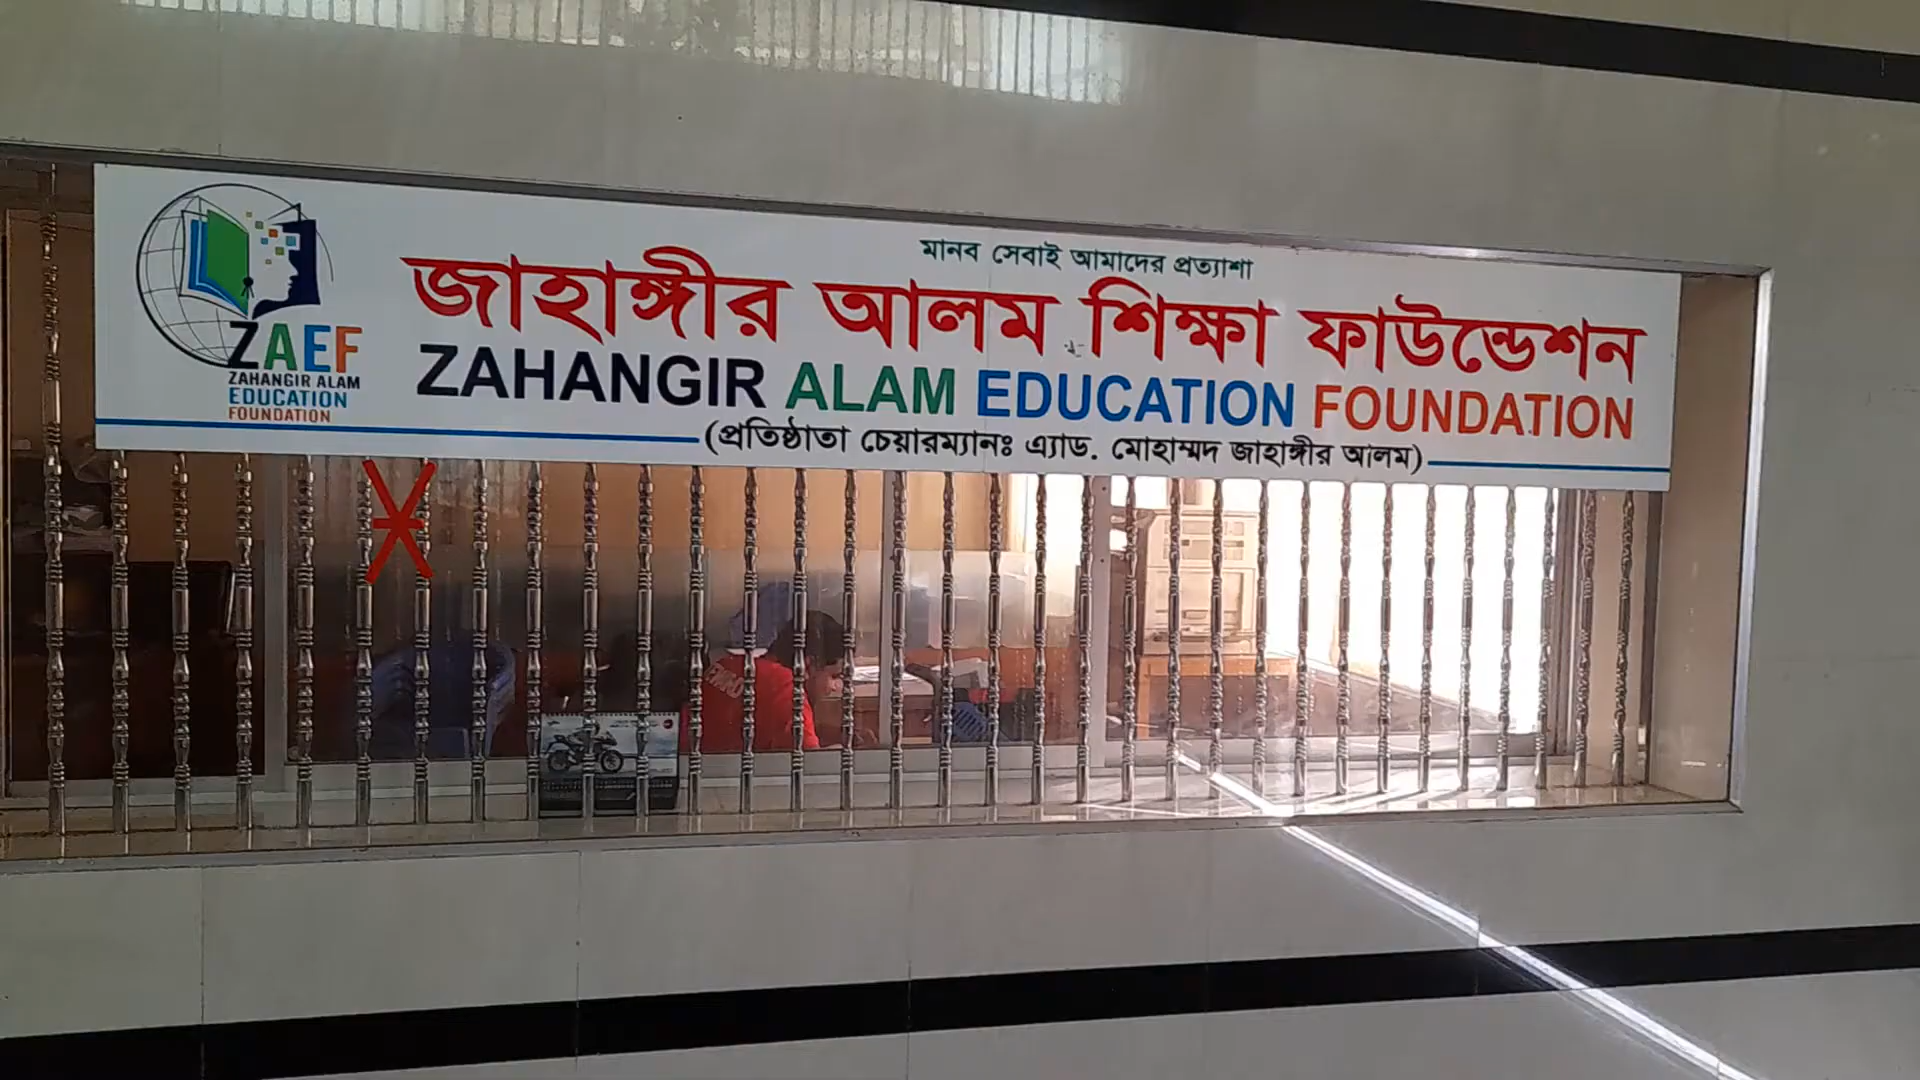 মানব সেবাই আমাদের প্রত্যাশা
জাহাঙ্গীর আলম শিক্ষা ফাউন্ডেশন
ZAHANGIR ALAM EDUCATION FOUNDATION
(প্রতিষ্ঠাতা চেয়ারম্যানঃ এ্যাড. মোহাম্মদ জাহাঙ্গীর আলম)
ZAEF
ZAHANGIR ALAM
EDUCATION
FOUNDATION